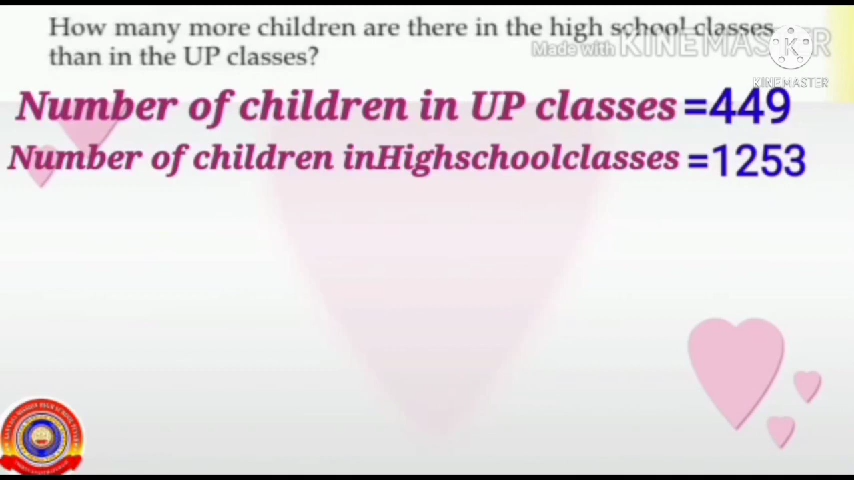 How many more children are there in the high school classes
than in the UP classes?
Made with KINEMASTER
KINEMASTER
Number of children in UP classes =449
Number of children inHighschoolclasses =1253